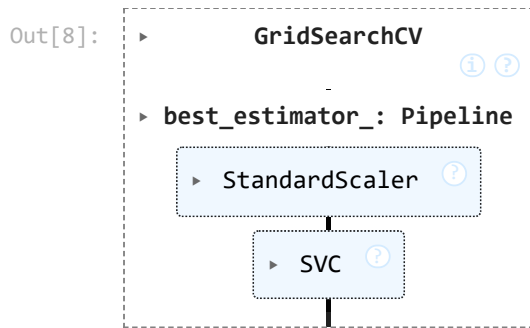 Out[8]:
▸ GridSearchCV
i ?
▸ best_estimator_: Pipeline
▸ StandardScaler ?
▸ SVC ?